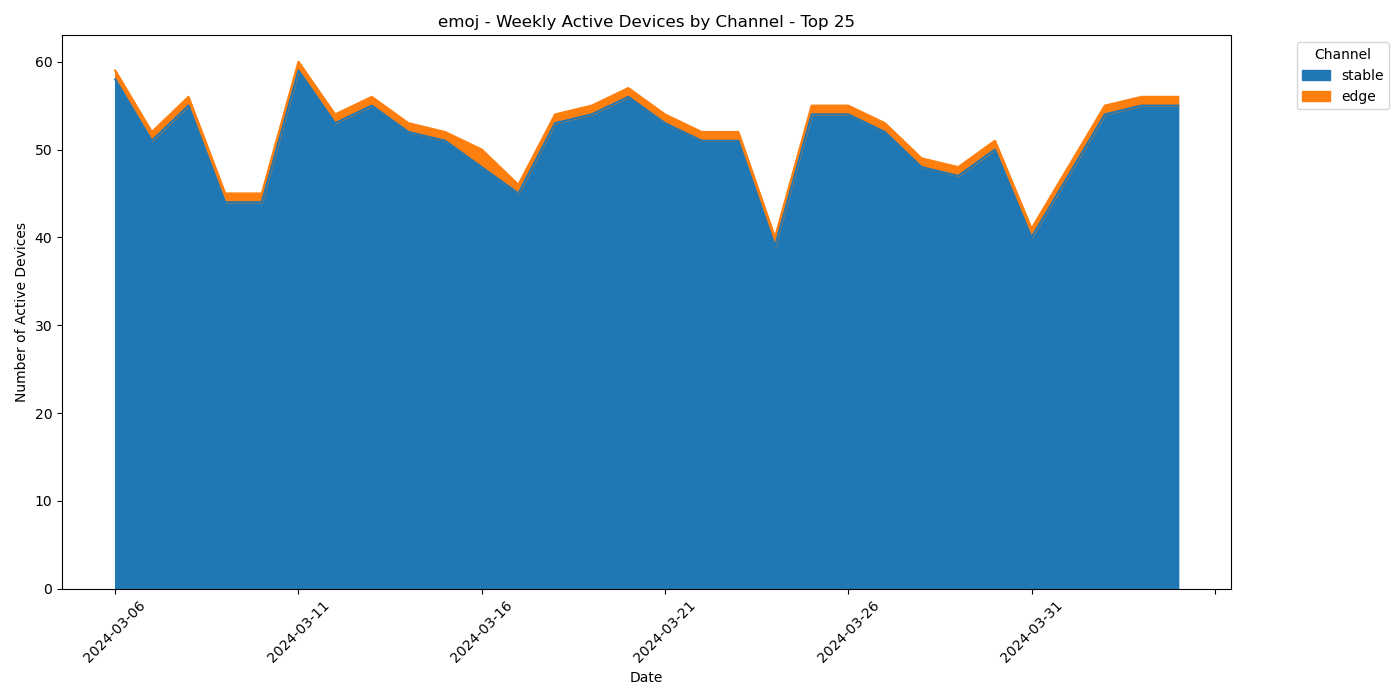 emoj - Weekly Active Devices by Channel - Top 25
Channel
stable
edge
Number of Active Devices
60
50
40
30
20
10
0
2024-03-06
2024-03-11
2024-03-16
2024-03-21
2024-03-26
2024-03-31
Date